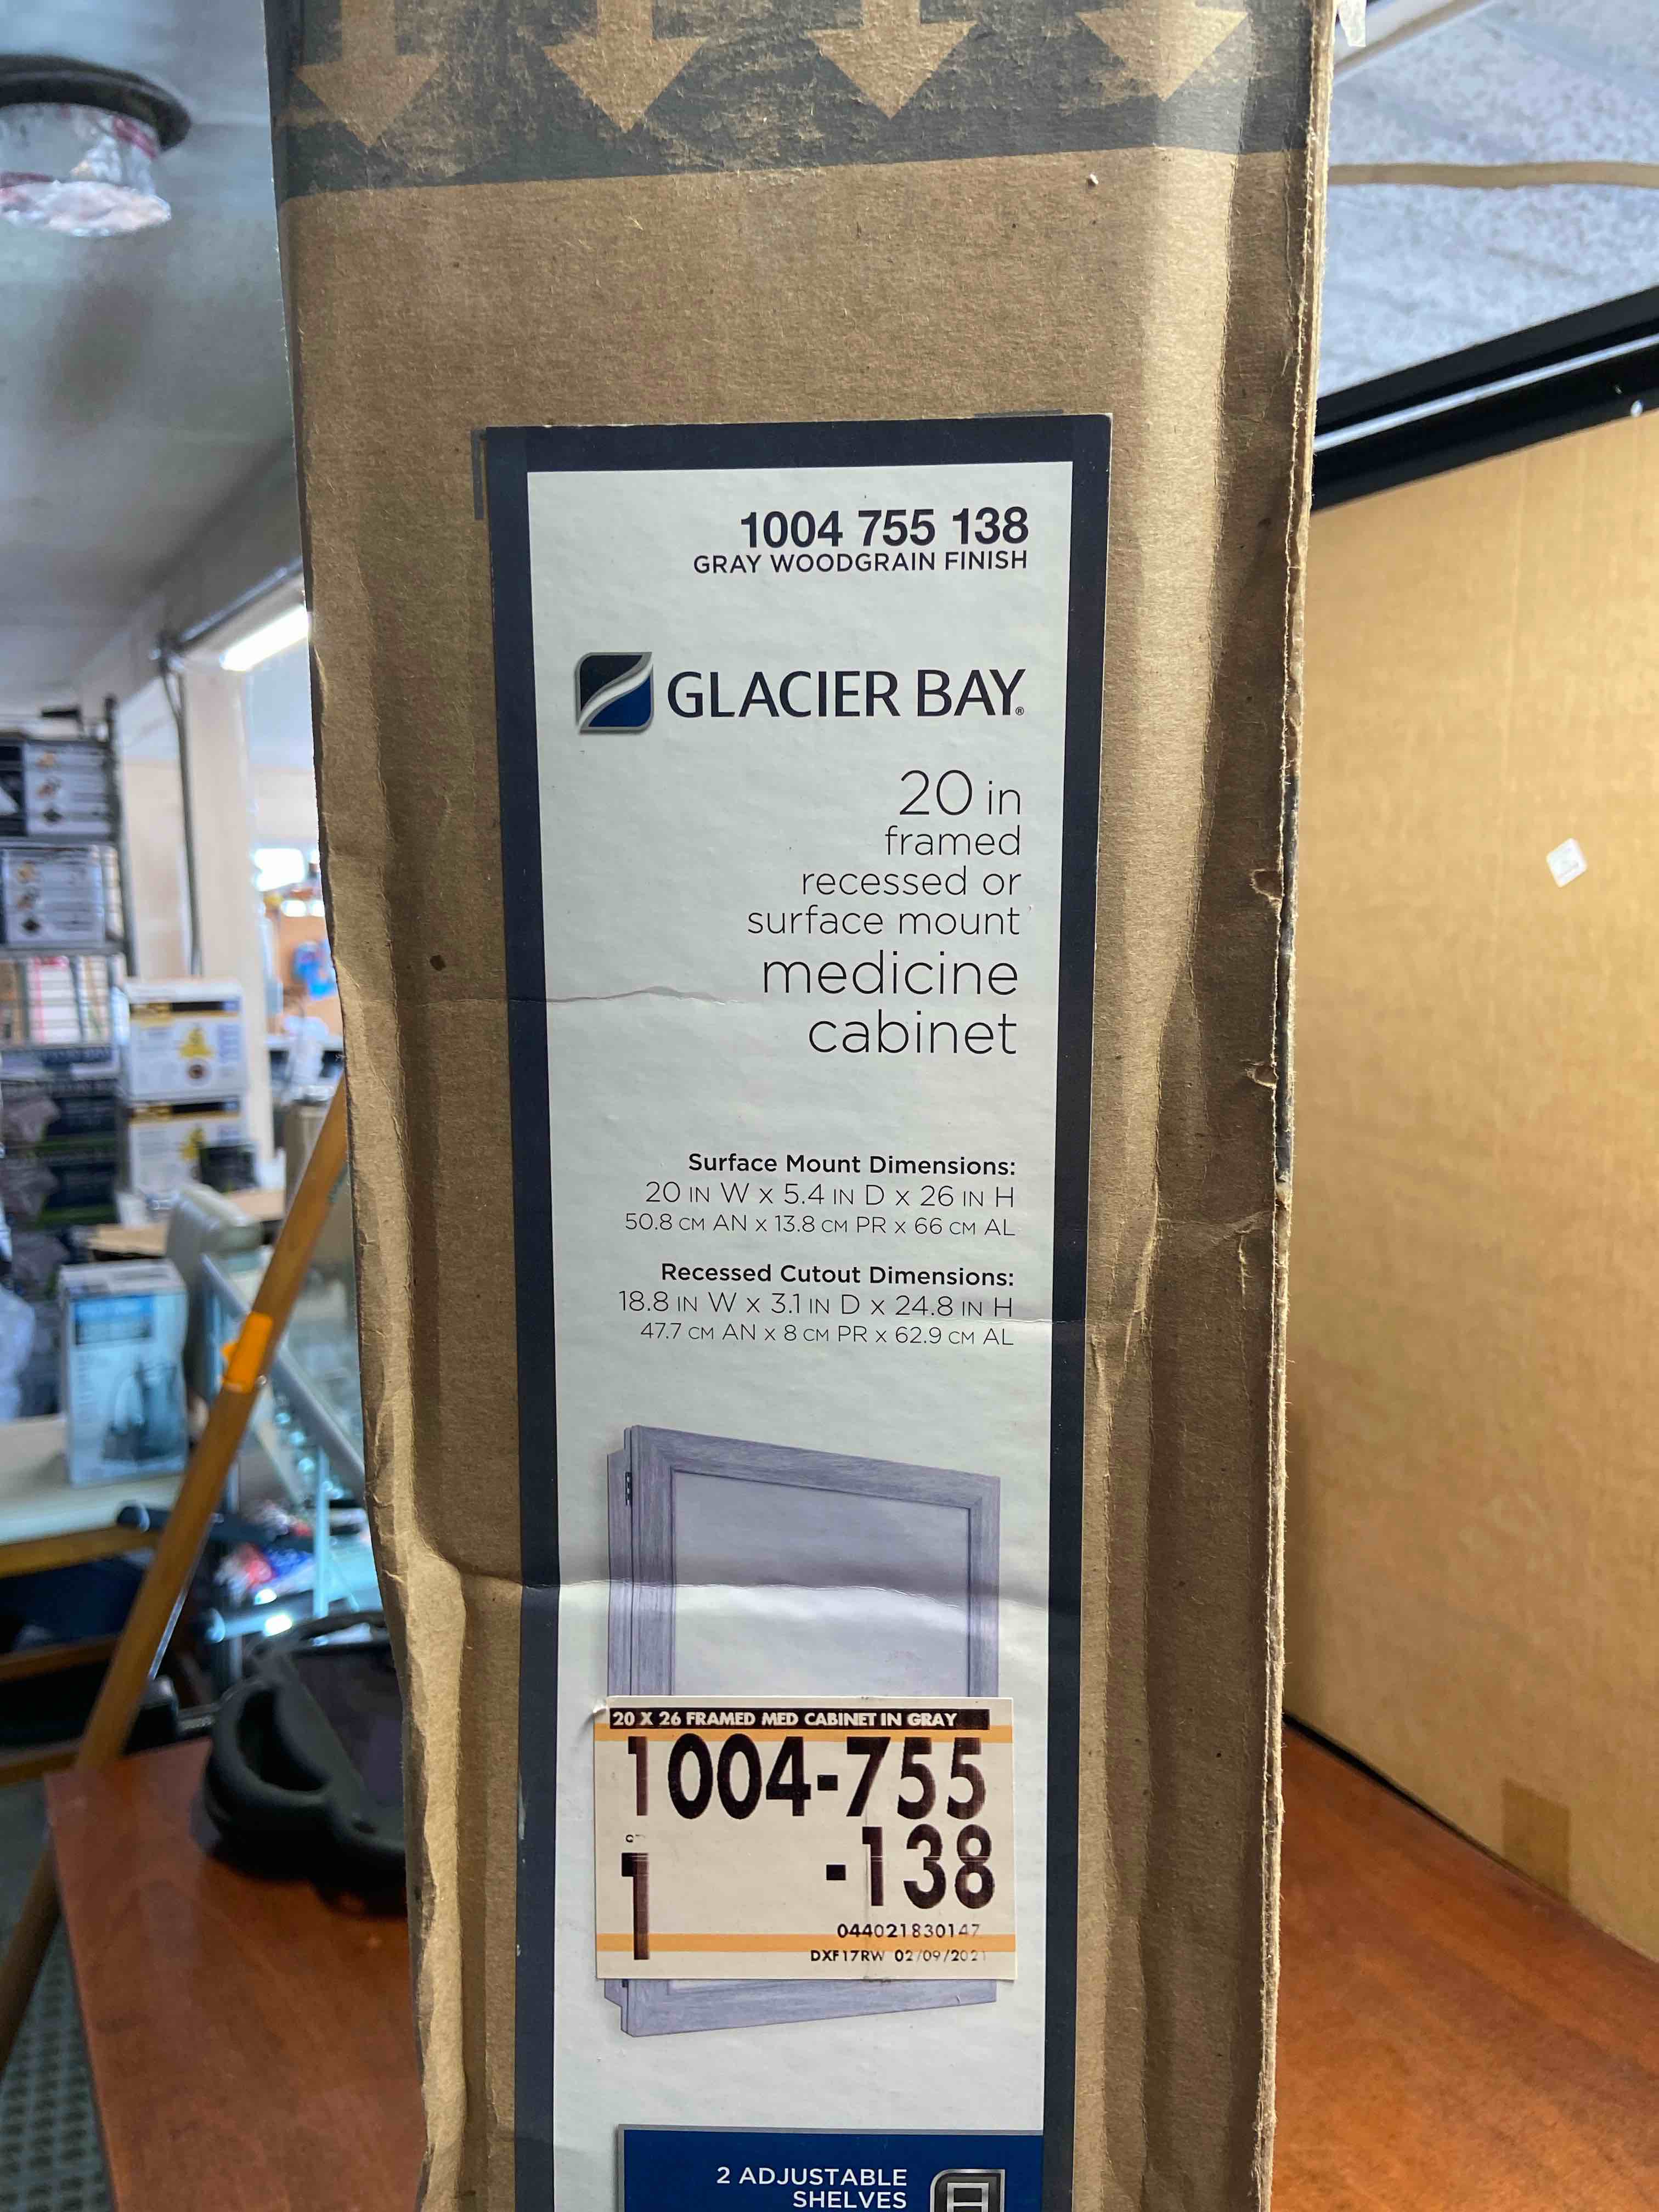 1004 755 138
GRAY WOODGRAIN FINISH
GLACIER BAY®
20 in
framed
recessed or
surface mount
medicine
cabinet
Surface Mount Dimensions:
20 IN W x 5.4 IN D x 26 IN H
50.8 CM AN x 13.8 CM PR x 66 CM AL
Recessed Cutout Dimensions:
18.8 IN W x 3.1 IN D x 24.8 IN H
47.7 CM AN x 8 CM PR x 62.9 CM AL
20 X 26 FRAMED MED CABINET IN GRAY
1004-755
-138
1
044021830147
DXF17RW 02/09/2021
2 ADJUSTABLE
SHELVES